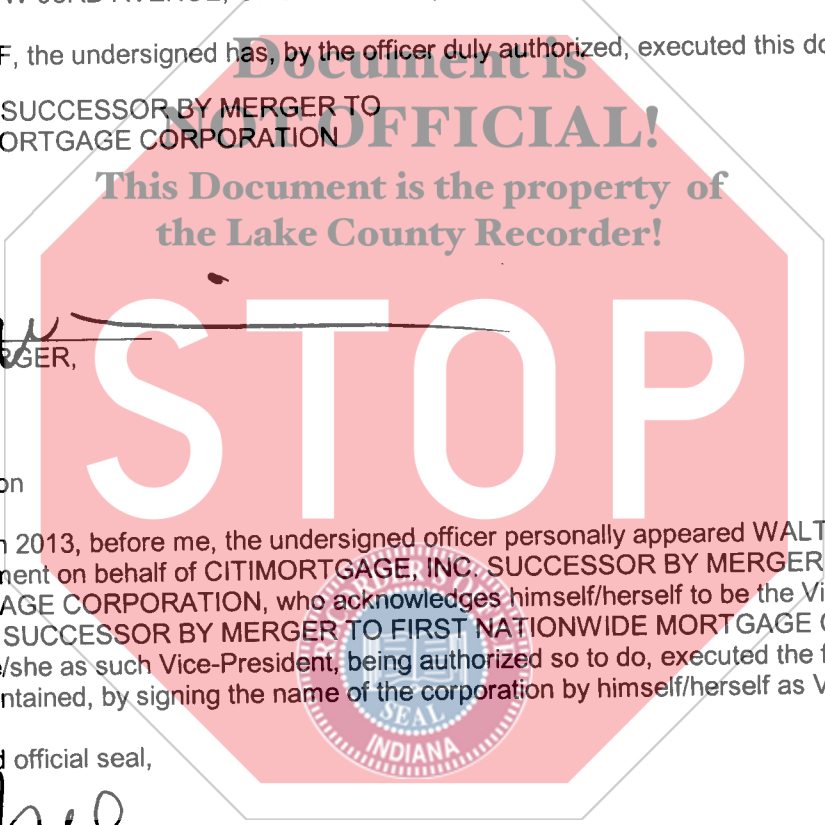 F, the undersigned has, by the officer duly authorized, executed this do
Document is
SUCCESSOR BY MERGER TO
ORTGAGE CORPORATION
NOT OFFICIAL!
This Document is the property of
the Lake County Recorder!
STOP
RGER,
on
2013, before me, the undersigned officer personally appeared WALT
ment on behalf of CITIMORTGAGE, INC. SUCCESSOR BY MERGER
AGE CORPORATION, who acknowledges himself/herself to be the Vi
SUCCESSOR BY MERGER TO FIRST NATIONWIDE MORTGAGE
/she as such Vice-President, being authorized so to do, executed the f
ntained, by signing the name of the corporation by himself/herself as V
SEAL
INDIANA
official seal,